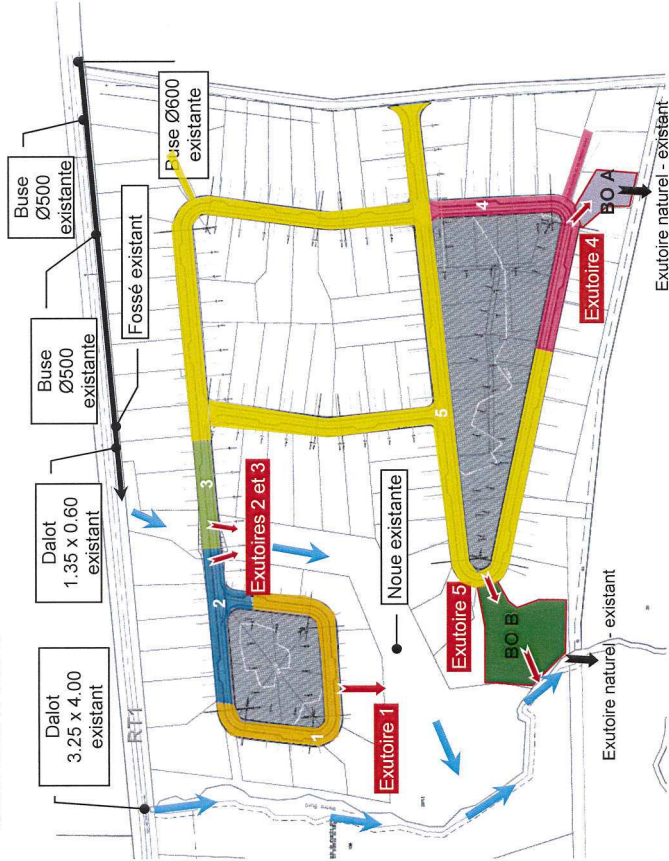 Dalot
3.25 x 4.00
existant
Dalot
1.35 x 0.60
existant
Buse
Ø500
existante
Buse
Ø500
existante
Fossé existant
Buse Ø600
existante
RT1
3
2
Exutoires 2 et 3
1
Exutoire 1
Noue existante
5
4
Exutoire 5
BO B
Exutoire 4
BO A
Exutoire naturel - existant
Exutoire naturel - existant